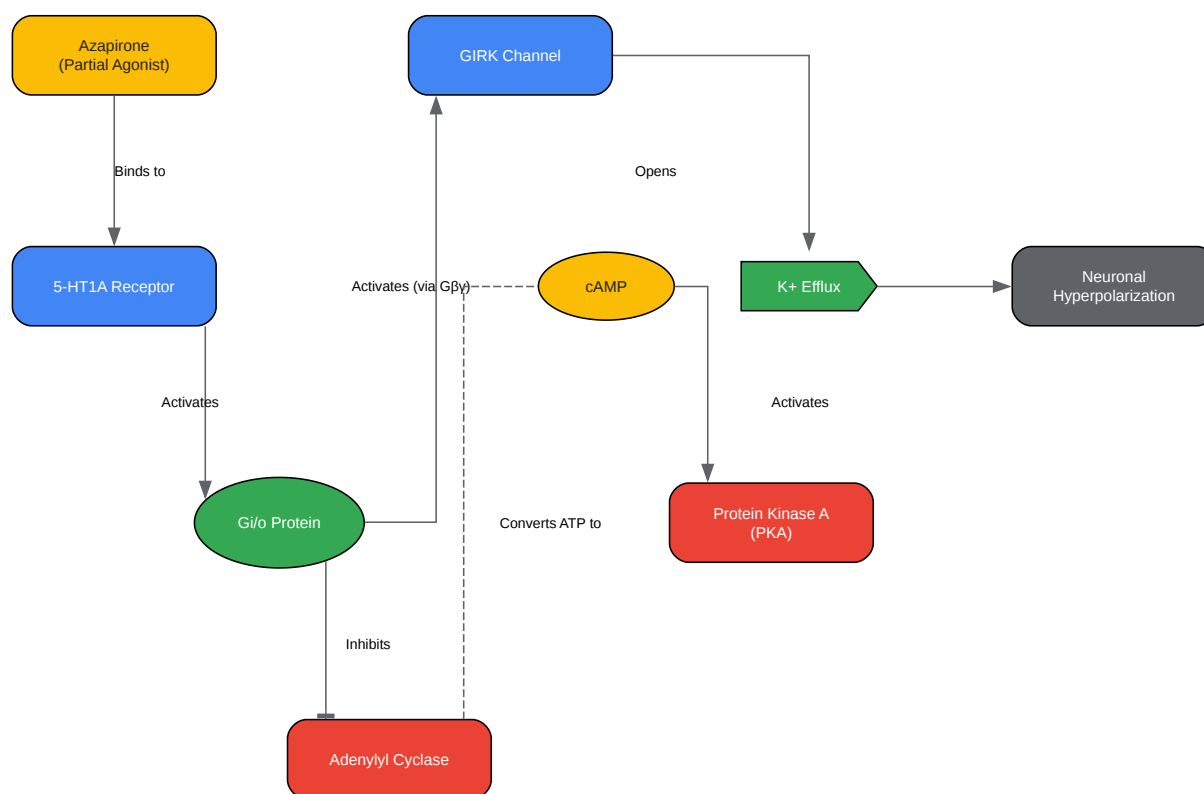 Azapirone
(Partial Agonist)
GIRK Channel
Binds to
Opens
5-HT1A Receptor
Activates (via Gβγ)
cAMP
K+ Efflux
Neuronal
Hyperpolarization
Activates
Activates
Gi/o Protein
Converts ATP to
Protein Kinase A
(PKA)
Inhibits
Adenylyl Cyclase